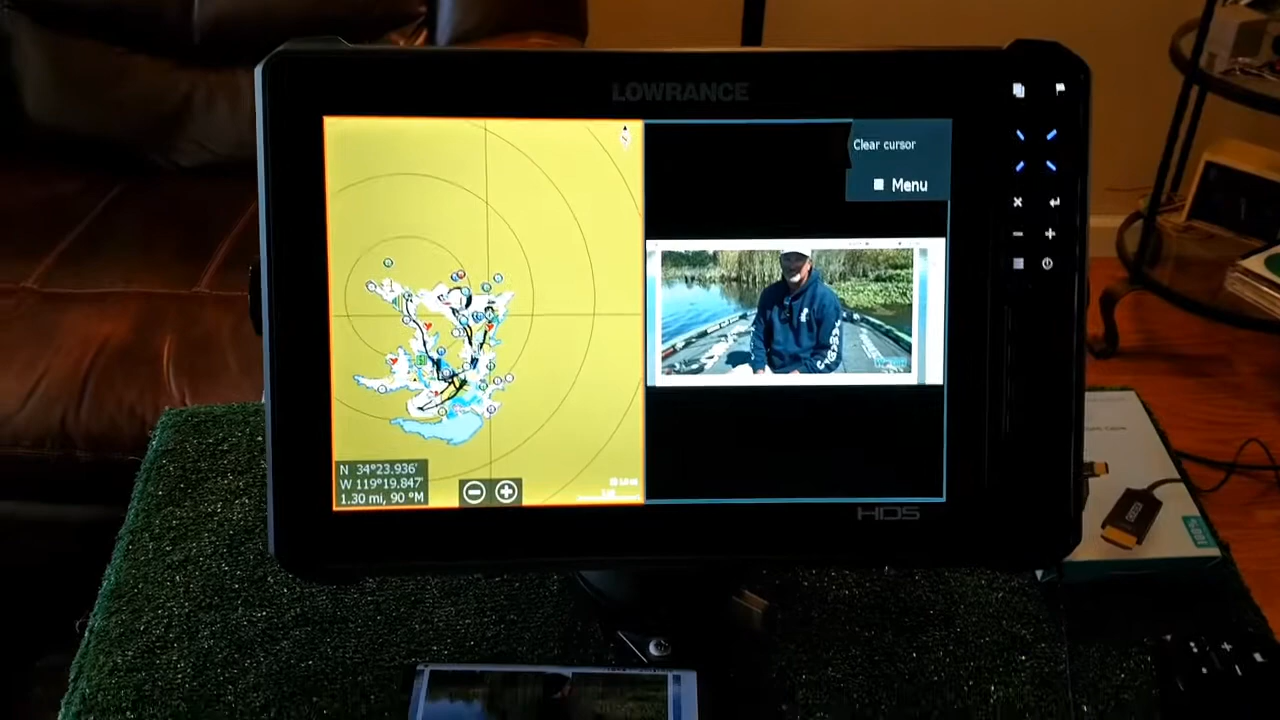 LOWRANCE
Clear cursor
Menu
N 34°23.936'
W 119°19.847'
1.30 mi, 90 °M
HDS